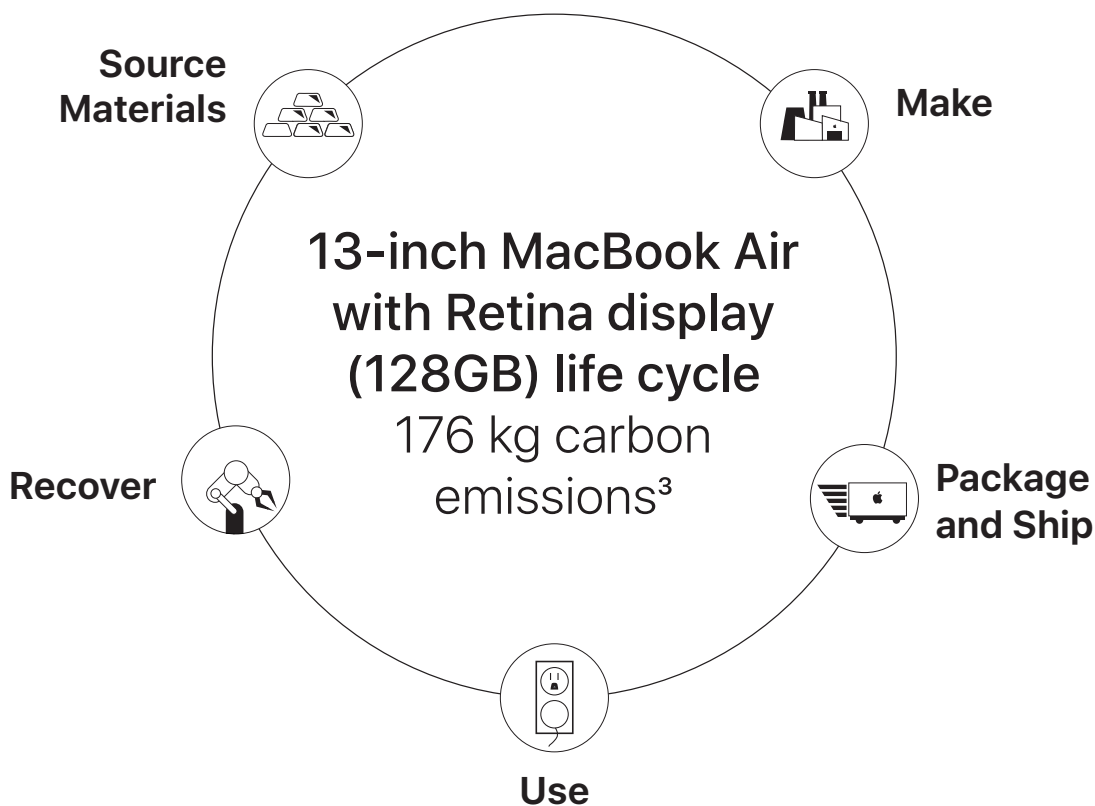 Source
Materials
Make
13-inch MacBook Air
with Retina display
(128GB) life cycle
176 kg carbon
emissions³
Recover
Package
and Ship
Use